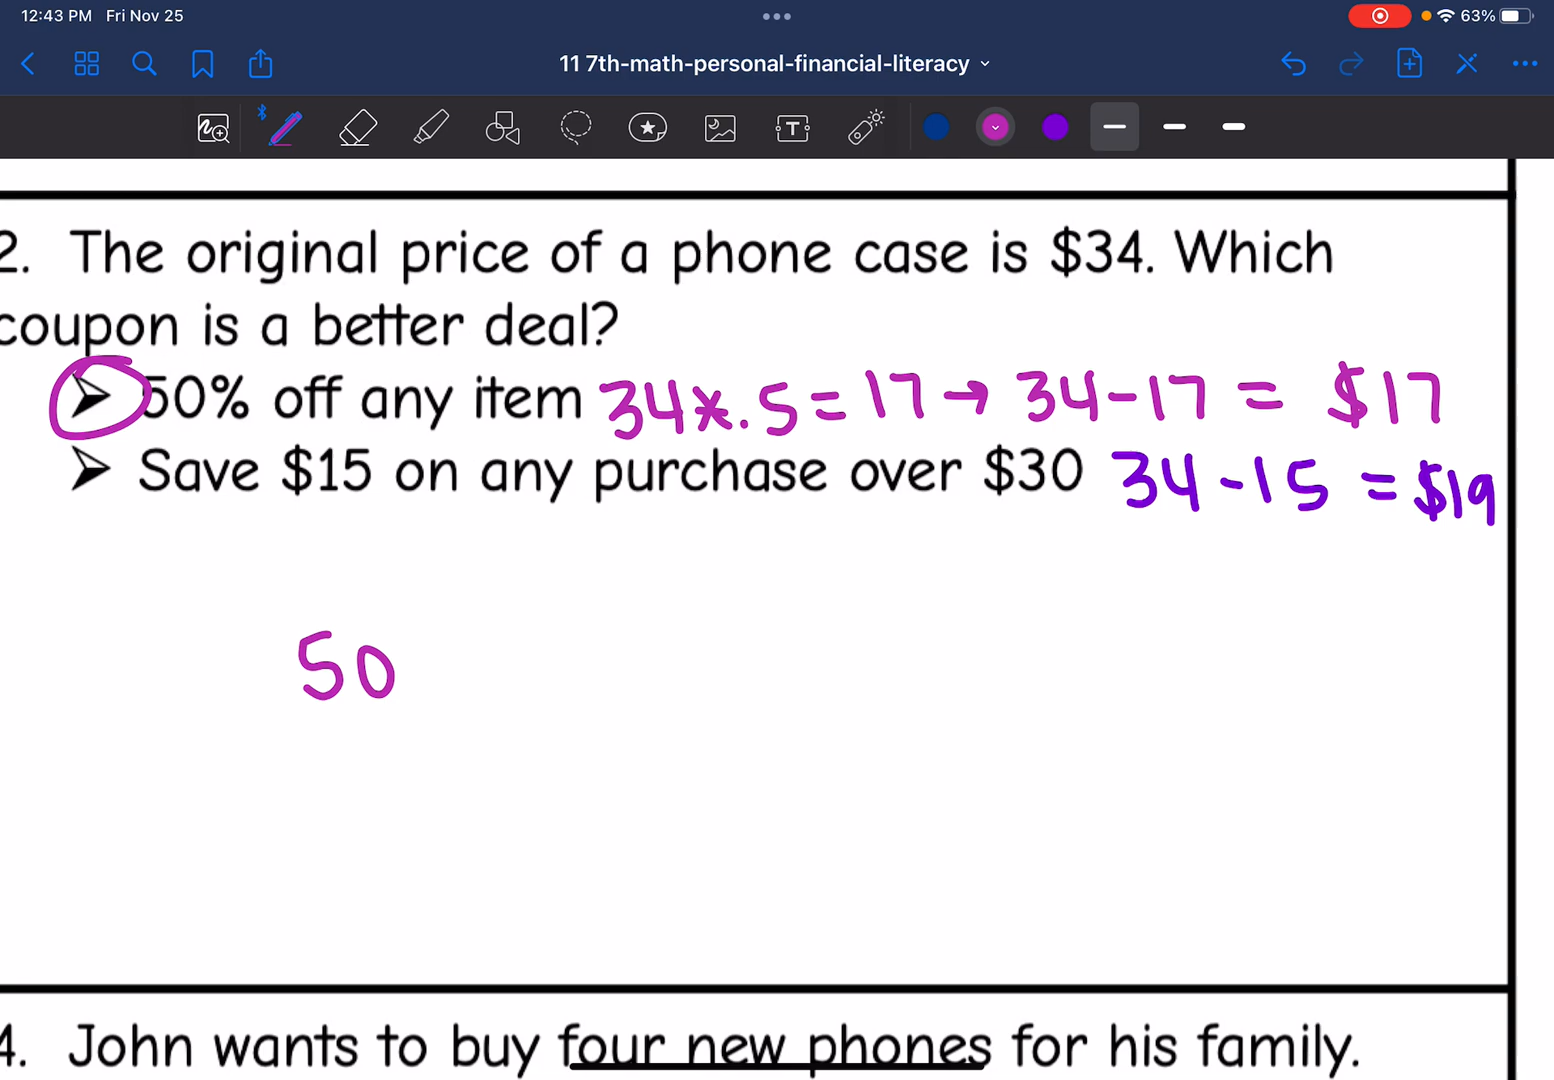 12:43 PM Fri Nov 25
63%
11 7th-math-personal-financial-literacy
T
2. The original price of a phone case is $34. Which
coupon is a better deal?
➢ 50% off any item 34*.5=17→34-17= $17
➢ Save $15 on any purchase over $30 34-15 =$19
50
4. John wants to buy four new phones for his family.